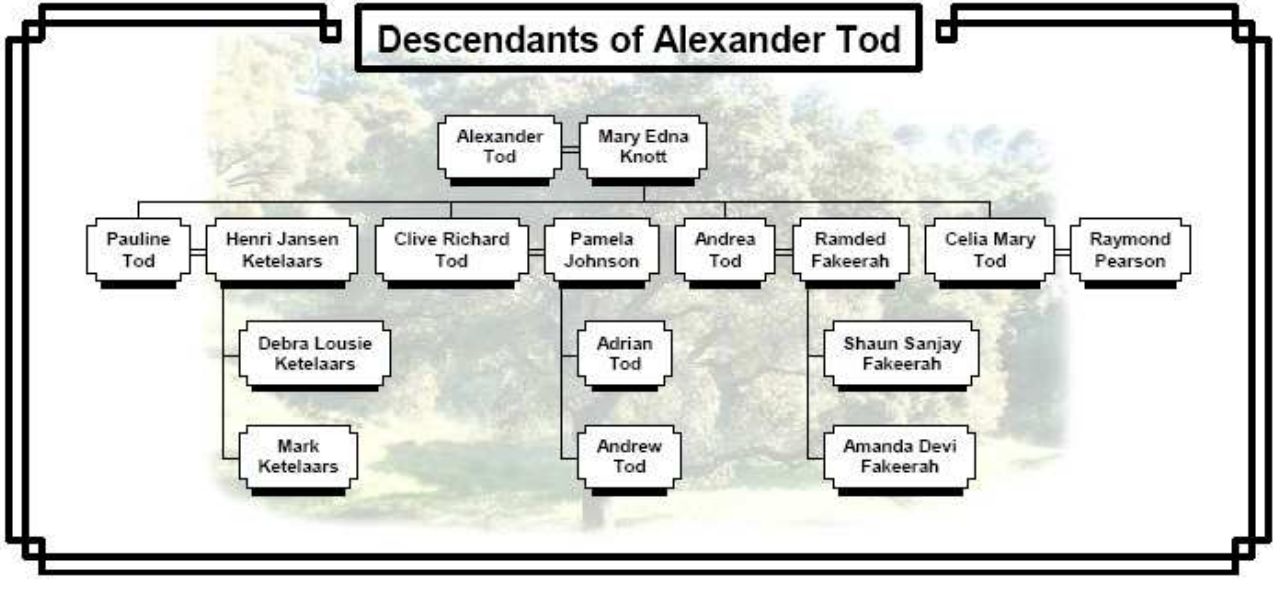 Descendants of Alexander Tod
Alexander
Tod
Mary Edna
Knott
Pauline
Tod
Henri Jansen
Ketelaars
Clive Richard
Tod
Pamela
Johnson
Andrea
Tod
Ramded
Fakeerah
Celia Mary
Tod
Raymond
Pearson
Debra Lousie
Ketelaars
Adrian
Tod
Shaun Sanjay
Fakeerah
Mark
Ketelaars
Andrew
Tod
Amanda Devi
Fakeerah